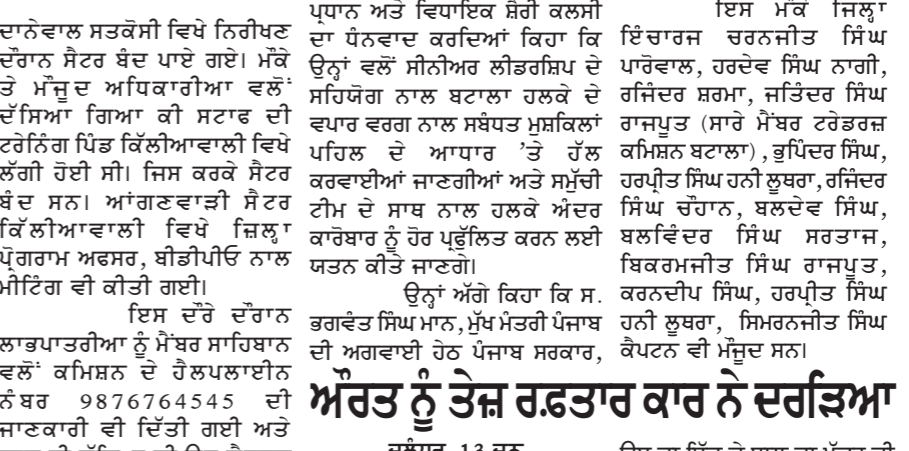 ਦਾਨੇਵਾਲ ਸਤਕੋਸੀ ਵਿਖੇ ਨਿਰੀਖਣ
ਦੌਰਾਨ ਸੈਟਰ ਬੰਦ ਪਾਏ ਗਏ। ਮੌਕੇ
ਤੇ ਮੌਜੂਦ ਅਧਿਕਾਰੀਆ ਵਲੋਂ
ਦੱਸਿਆ ਗਿਆ ਕੀ ਸਟਾਫ ਦੀ
ਟਰੇਨਿੰਗ ਪਿੰਡ ਕਿੱਲੀਆਵਾਲੀ ਵਿਖੇ
ਲੱਗੀ ਹੋਈ ਸੀ। ਜਿਸ ਕਰਕੇ ਸੈਟਰ
ਬੰਦ ਸਨ। ਆਂਗਣਵਾੜੀ ਸੈਟਰ
ਕਿੱਲੀਆਵਾਲੀ ਵਿਖੇ ਜ਼ਿਲ੍ਹਾ
ਪ੍ਰੋਗਰਾਮ ਅਫਸਰ, ਬੀਡੀਪੀਓ ਨਾਲ
ਮੀਟਿੰਗ ਵੀ ਕੀਤੀ ਗਈ।
ਇਸ ਦੌਰੇ ਦੌਰਾਨ
ਲਾਭਪਾਤਰੀਆ ਨੂੰ ਮੈਂਬਰ ਸਾਹਿਬਾਨ
ਵਲੋਂ ਕਮਿਸ਼ਨ ਦੇ ਹੈਲਪਲਾਈਨ
ਨੰਬਰ 9876764545 ਦੀ
ਜਾਣਕਾਰੀ ਵੀ ਦਿੱਤੀ ਗਈ ਅਤੇ
ਪ੍ਰਧਾਨ ਅਤੇ ਵਿਧਾਇਕ ਸ਼ੈਰੀ ਕਲਸੀ
ਦਾ ਧੰਨਵਾਦ ਕਰਦਿਆਂ ਕਿਹਾ ਕਿ
ਉਨ੍ਹਾਂ ਵਲੋਂ ਸੀਨੀਅਰ ਲੀਡਰਸ਼ਿਪ ਦੇ
ਸਹਿਯੋਗ ਨਾਲ ਬਟਾਲਾ ਹਲਕੇ ਦੇ
ਵਪਾਰ ਵਰਗ ਨਾਲ ਸਬੰਧਤ ਮੁਸ਼ਕਿਲਾਂ
ਪਹਿਲ ਦੇ ਆਧਾਰ 'ਤੇ ਹੱਲ
ਕਰਵਾਈਆਂ ਜਾਣਗੀਆਂ ਅਤੇ ਸਮੁੱਚੀ
ਟੀਮ ਦੇ ਸਾਥ ਨਾਲ ਹਲਕੇ ਅੰਦਰ
ਕਾਰੋਬਾਰ ਨੂੰ ਹੋਰ ਪ੍ਰਫੁੱਲਿਤ ਕਰਨ ਲਈ
ਯਤਨ ਕੀਤੇ ਜਾਣਗੇ।
ਉਨ੍ਹਾਂ ਅੱਗੇ ਕਿਹਾ ਕਿ ਸ.
ਭਗਵੰਤ ਸਿੰਘ ਮਾਨ, ਮੁੱਖ ਮੰਤਰੀ ਪੰਜਾਬ
ਦੀ ਅਗਵਾਈ ਹੇਠ ਪੰਜਾਬ ਸਰਕਾਰ,
ਇਸ ਮੌਕੇ ਜਿਲ੍ਹਾ
ਇੰਚਾਰਜ ਚਰਨਜੀਤ ਸਿੰਘ
ਪਾਰੋਵਾਲ, ਹਰਦੇਵ ਸਿੰਘ ਨਾਗੀ,
ਰਜਿੰਦਰ ਸ਼ਰਮਾ, ਜਤਿੰਦਰ ਸਿੰਘ
ਰਾਜਪੂਤ (ਸਾਰੇ ਮੈਂਬਰ ਟਰੇਡਰਜ਼
ਕਮਿਸ਼ਨ ਬਟਾਲਾ) , ਭੁਪਿੰਦਰ ਸਿੰਘ,
ਹਰਪ੍ਰੀਤ ਸਿੰਘ ਹਨੀ ਲੂਥਰਾ, ਰਜਿੰਦਰ
ਸਿੰਘ ਚੌਹਾਨ, ਬਲਦੇਵ ਸਿੰਘ,
ਬਲਵਿੰਦਰ ਸਿੰਘ ਸਰਤਾਜ,
ਬਿਕਰਮਜੀਤ ਸਿੰਘ ਰਾਜਪੂਤ,
ਕਰਨਦੀਪ ਸਿੰਘ, ਹਰਪ੍ਰੀਤ ਸਿੰਘ
ਹਨੀ ਲੂਥਰਾ, ਸਿਮਰਨਜੀਤ ਸਿੰਘ
ਕੈਪਟਨ ਵੀ ਮੌਜੂਦ ਸਨ।
ਔਰਤ ਨੂੰ ਤੇਜ਼ ਰਫ਼ਤਾਰ ਕਾਰ ਨੇ ਦਰੜਿਆ